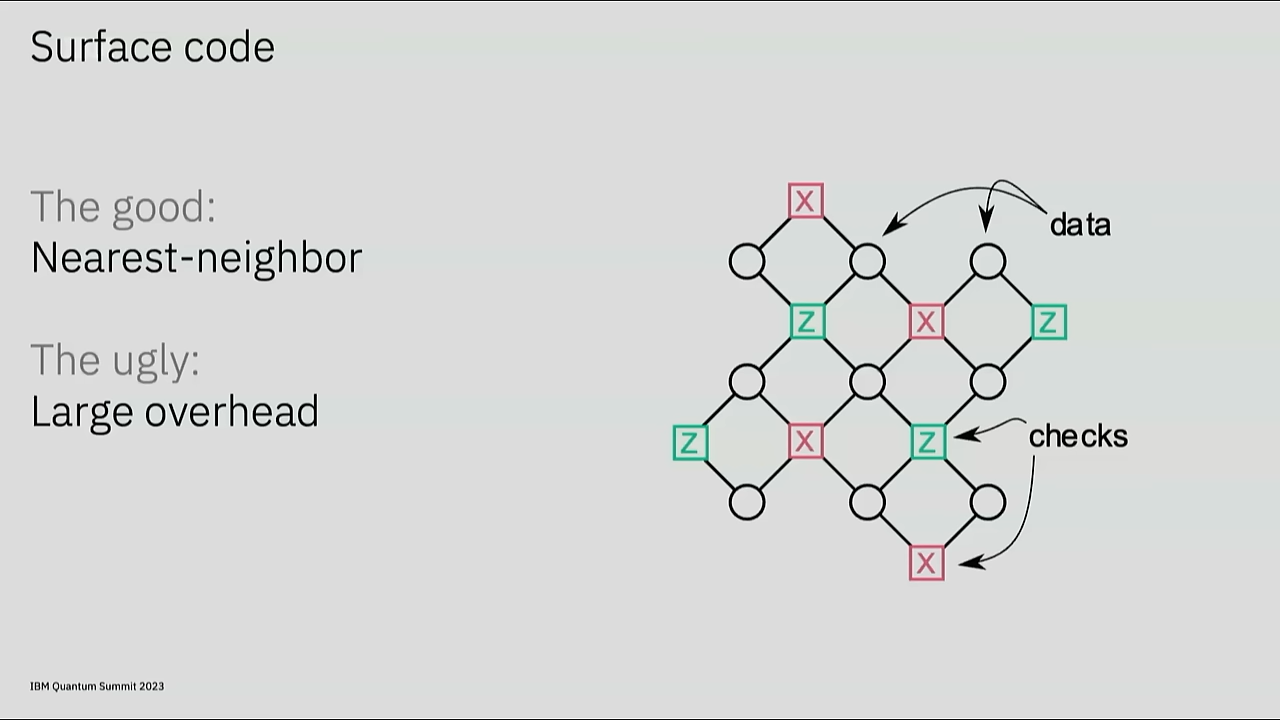 Surface code
The good:
Nearest-neighbor
The ugly:
Large overhead
X
data
Z X Z
Z X Z
checks
X
IBM Quantum Summit 2023